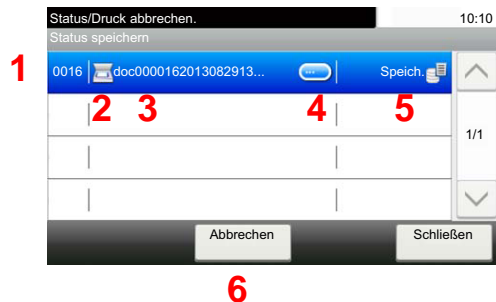 Status/Druck abbrechen. 10:10
Status speichern
1 0016 doc0000162013082913... ... Speich.
2 3 4 5
1/1
Abbrechen Schließen
6